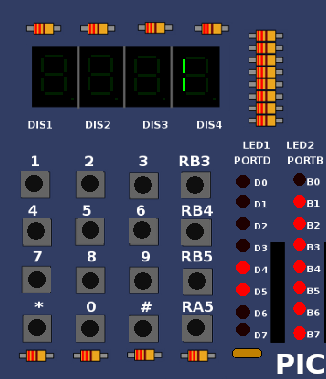 DIS1 DIS2 DIS3 DIS4
LED1 LED2
PORTD PORTB
1 2 3 RB3
D0 B0
D1 B1
4 5 6 RB4
D2 B2
D3 B3
7 8 9 RB5
D4 B4
D5 B5
* 0 # RA5
D6 B6
D7 B7
PIC